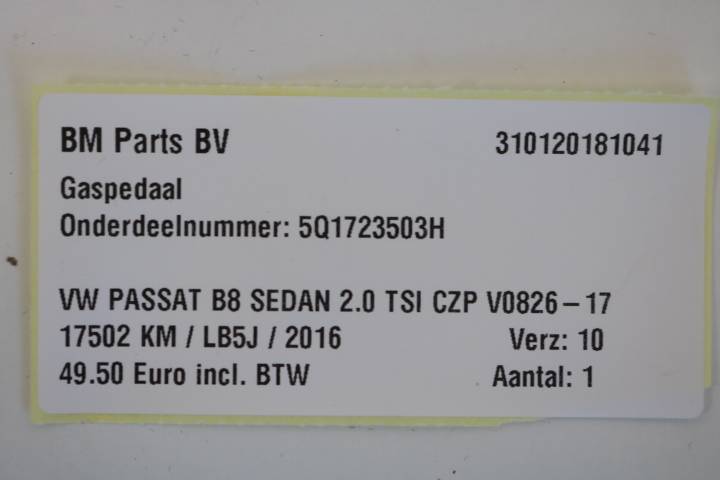 BM Parts BV 310120181041
Gaspedaal
Onderdeelnummer: 5Q1723503H
VW PASSAT B8 SEDAN 2.0 TSI CZP V0826-17
17502 KM / LB5J / 2016 Verz: 10
49.50 Euro incl. BTW Aantal: 1